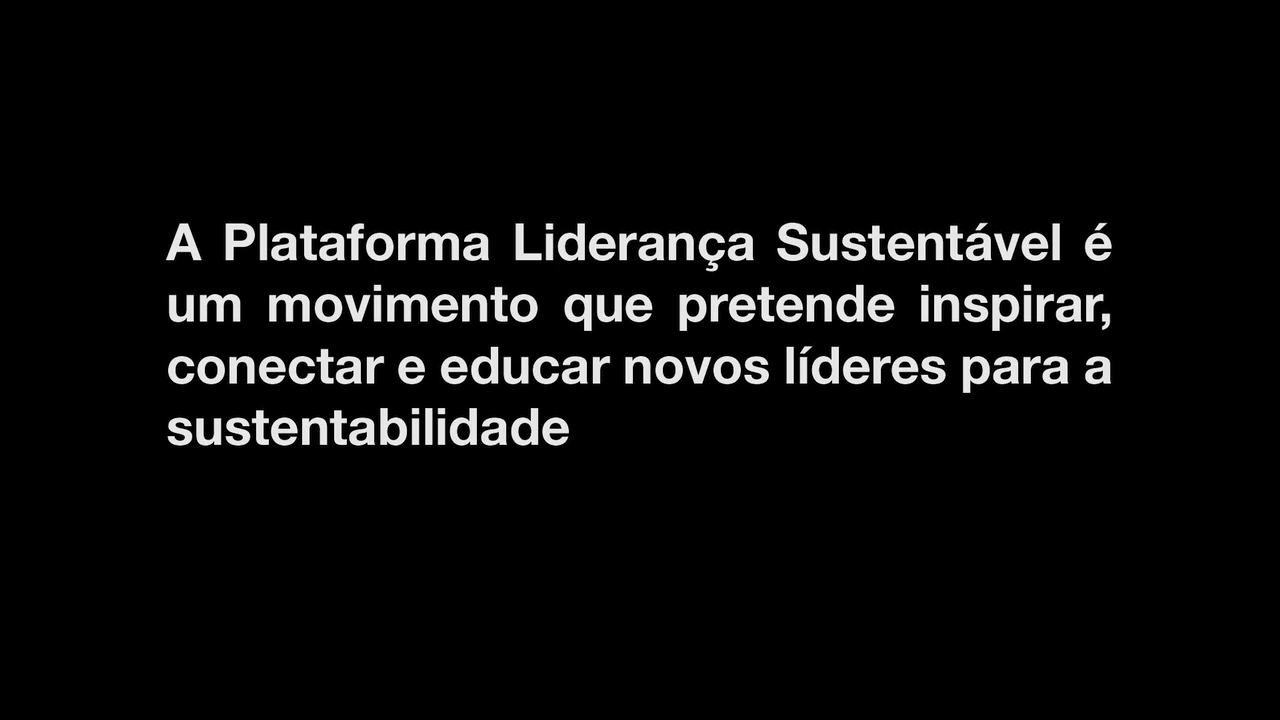 A Plataforma Liderança Sustentável é
um movimento que pretende inspirar,
conectar e educar novos líderes para a
sustentabilidade